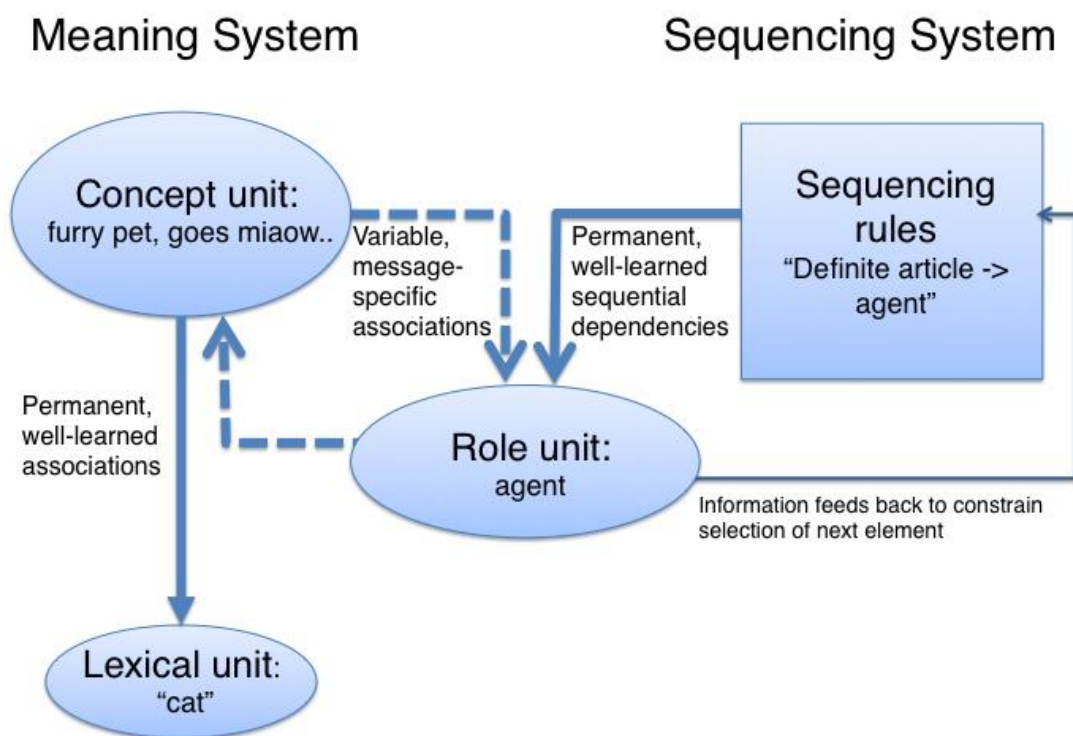 Meaning System
Sequencing System
Concept unit:
furry pet, goes miaow..
Variable,
message-
specific
associations
Permanent,
well-learned
sequential
dependencies
Sequencing
rules
“Definite article ->
agent”
Permanent,
well-learned
associations
Role unit:
agent
Information feeds back to constrain
selection of next element
Lexical unit:
“cat”